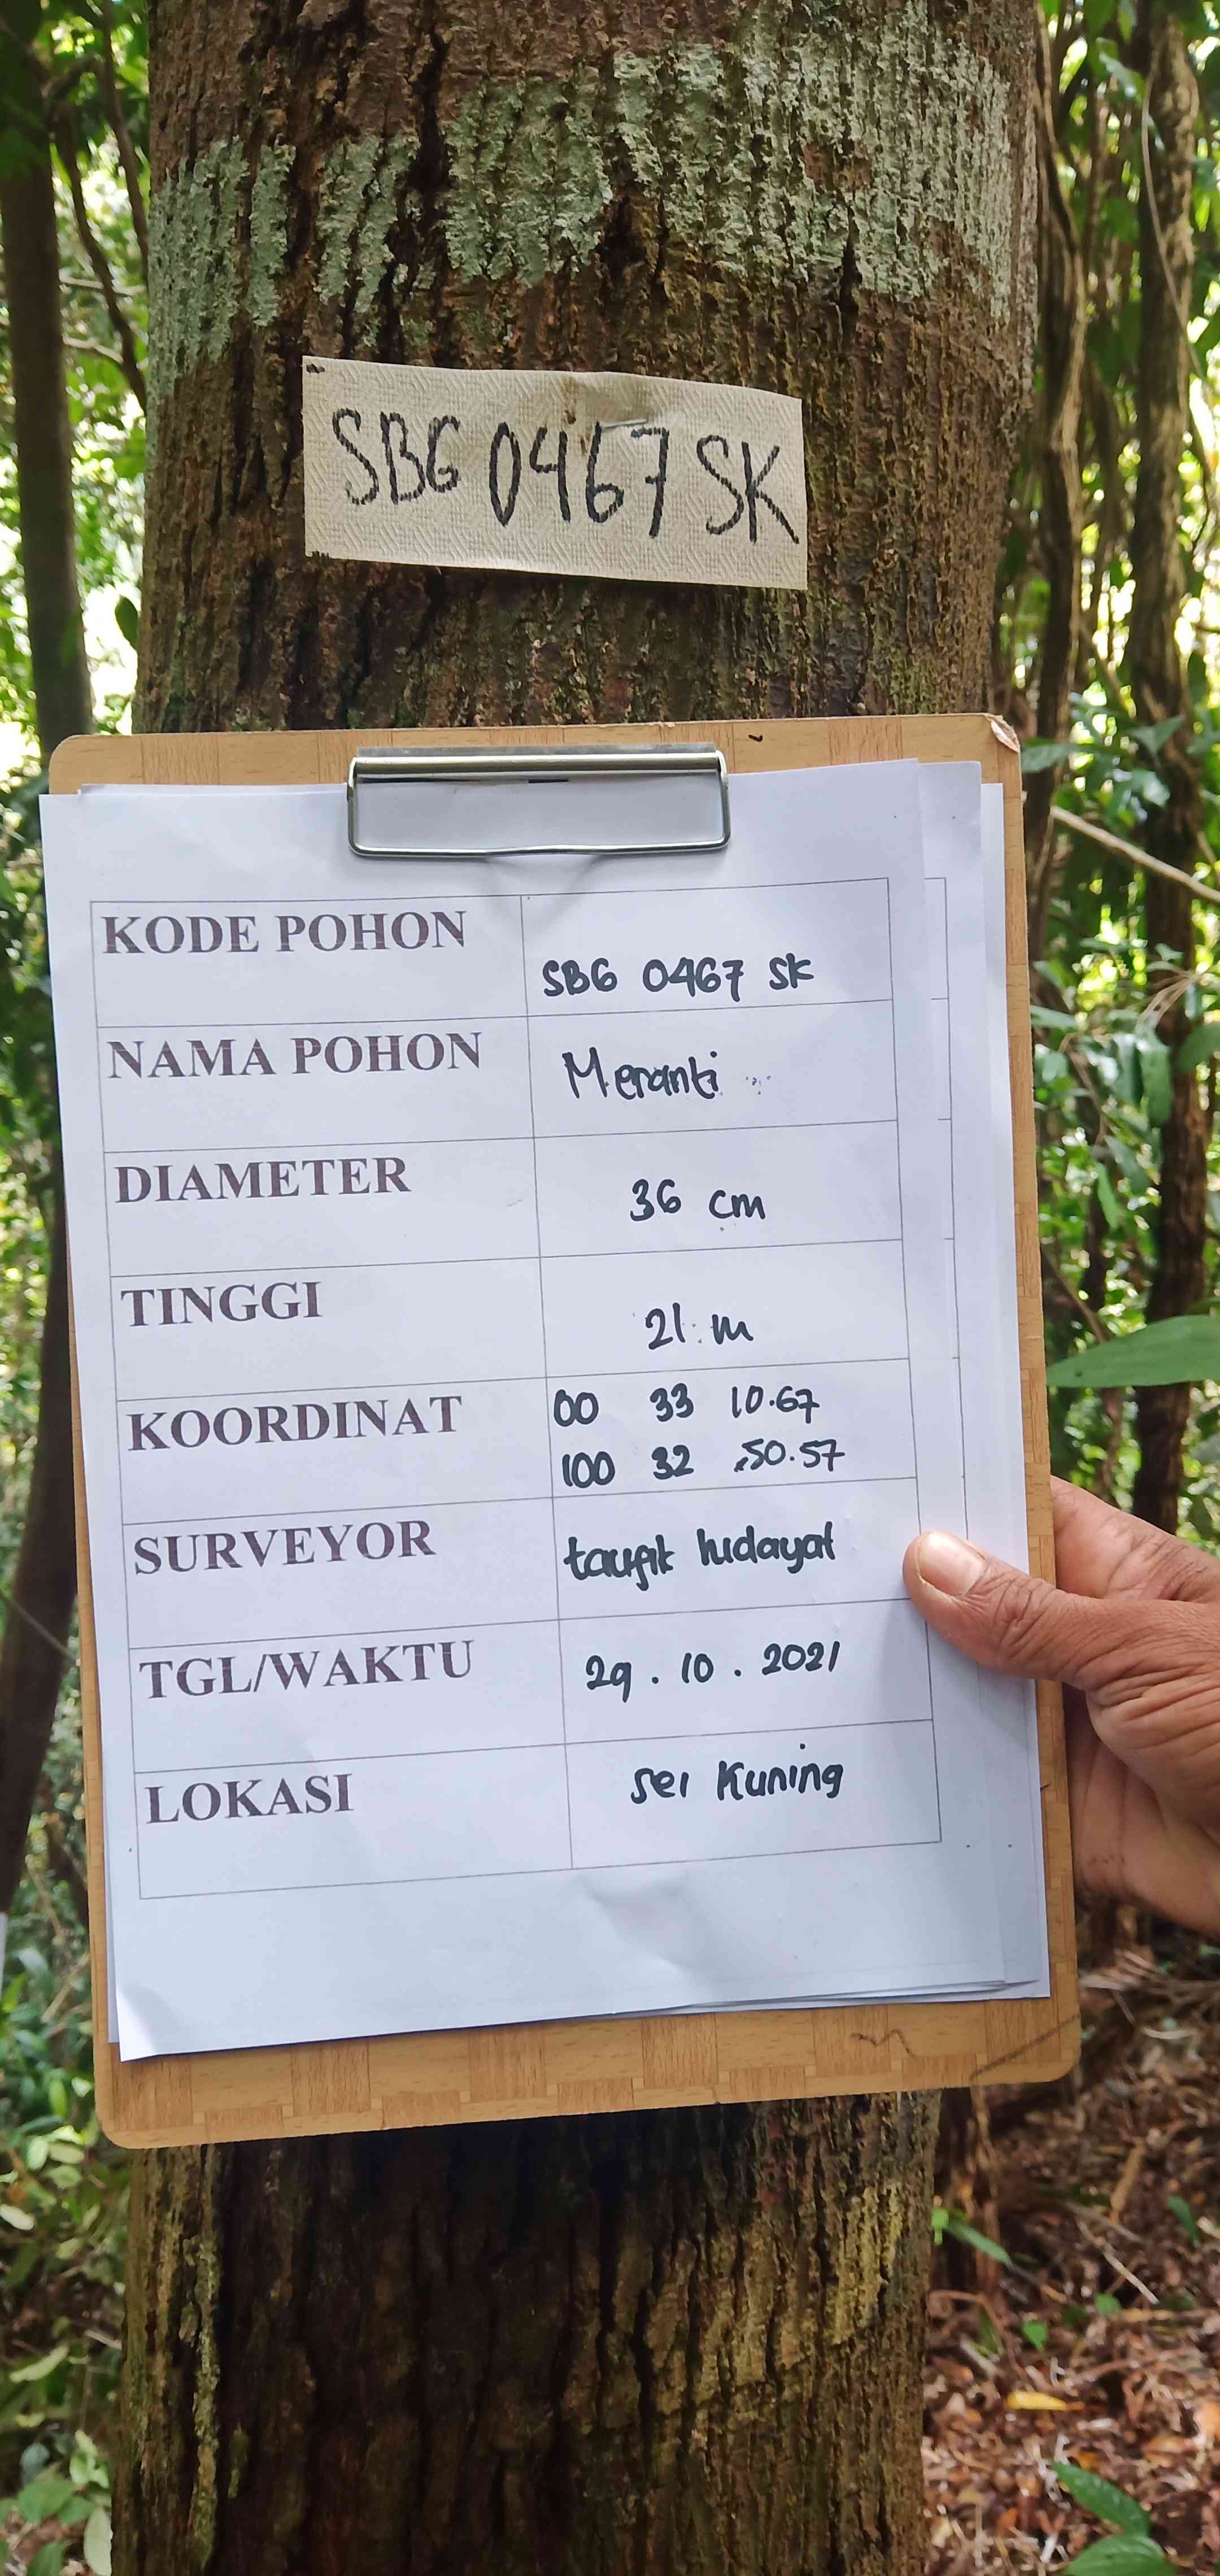 SBG 0467 SK
KODE POHON SBG 0467 SK
NAMA POHON Meranti
DIAMETER 36 cm
TINGGI 21 m
KOORDINAT 00 33 10.67
100 32 50.57
SURVEYOR taufik hidayat
TGL/WAKTU 29.10.2021
LOKASI sei Kuning